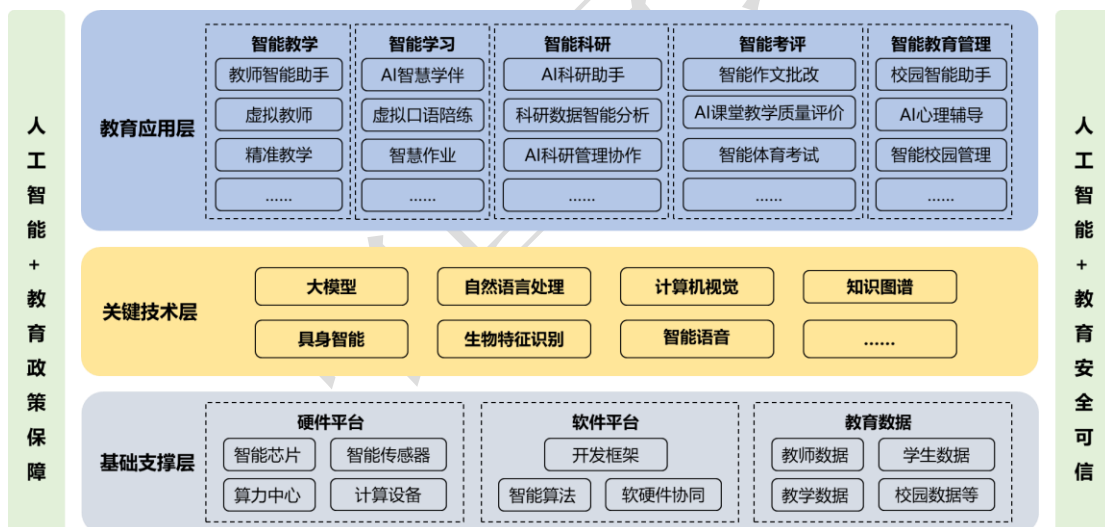 人工智能+教育政策保障
教育应用层
智能教学
教师智能助手
虚拟教师
精准教学
......
智能学习
AI智慧学伴
虚拟口语陪练
智慧作业
......
智能科研
AI科研助手
科研数据智能分析
AI科研管理协作
......
智能考评
智能作文批改
AI课堂教学质量评价
智能体育考试
......
智能教育管理
校园智能助手
AI心理辅导
智能校园管理
......
关键技术层
大模型
自然语言处理
计算机视觉
知识图谱
具身智能
生物特征识别
智能语音
......
基础支撑层
硬件平台
智能芯片
智能传感器
算力中心
计算设备
软件平台
开发框架
智能算法
软硬件协同
教育数据
教师数据
学生数据
教学数据
校园数据等
人工智能+教育安全可信